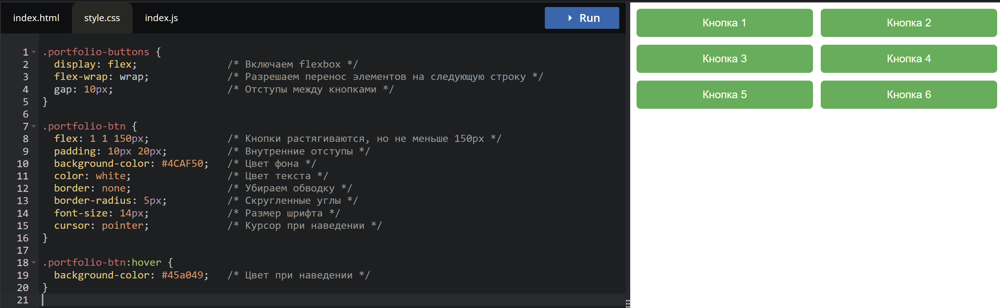 index.html style.css index.js Run
1 .portfolio-buttons {
2 display: flex; /* Включаем flexbox */
3 flex-wrap: wrap; /* Разрешаем перенос элементов на следующую строку */
4 gap: 10px; /* Отступы между кнопками */
5 }
6
7 .portfolio-btn {
8 flex: 1 1 150px; /* Кнопки растягиваются, но не меньше 150px */
9 padding: 10px 20px; /* Внутренние отступы */
10 background-color: #4CAF50; /* Цвет фона */
11 color: white; /* Цвет текста */
12 border: none; /* Убираем обводку */
13 border-radius: 5px; /* Скругленные углы */
14 font-size: 14px; /* Размер шрифта */
15 cursor: pointer; /* Курсор при наведении */
16 }
17
18 .portfolio-btn:hover {
19 background-color: #45a049; /* Цвет при наведении */
20 }
21
Кнопка 1 Кнопка 2
Кнопка 3 Кнопка 4
Кнопка 5 Кнопка 6